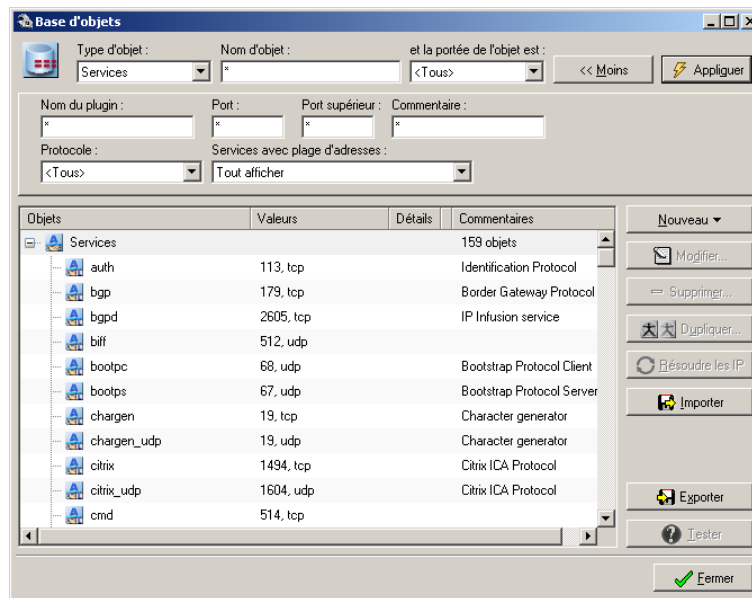 Base d'objets
Type d'objet : Nom d'objet : et la portée de l'objet est :
Services * <Tous> << Moins Appliquer
Nom du plugin : Port : Port supérieur : Commentaire :
* * * *
Protocole : Services avec plage d'adresses :
<Tous> Tout afficher
Objets Valeurs Détails Commentaires
Services 159 objets
auth 113, tcp Identification Protocol
bgp 179, tcp Border Gateway Protocol
bgpd 2605, tcp IP Infusion service
biff 512, udp
bootpc 68, udp Bootstrap Protocol Client
bootps 67, udp Bootstrap Protocol Server
chargen 19, tcp Character generator
chargen_udp 19, udp Character generator
citrix 1494, tcp Citrix ICA Protocol
citrix_udp 1604, udp Citrix ICA Protocol
cmd 514, tcp
Nouveau
Modifier...
Supprimer...
Dupliquer...
Résoudre les IP
Importer
Exporter
Tester
Fermer